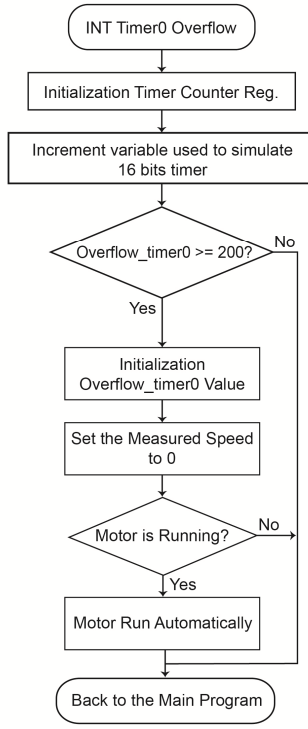 INT Timer0 Overflow
Initialization Timer Counter Reg.
Increment variable used to simulate
16 bits timer
Overflow_timer0 >= 200?
No
Yes
Initialization
Overflow_timer0 Value
Set the Measured Speed
to 0
Motor is Running?
No
Yes
Motor Run Automatically
Back to the Main Program